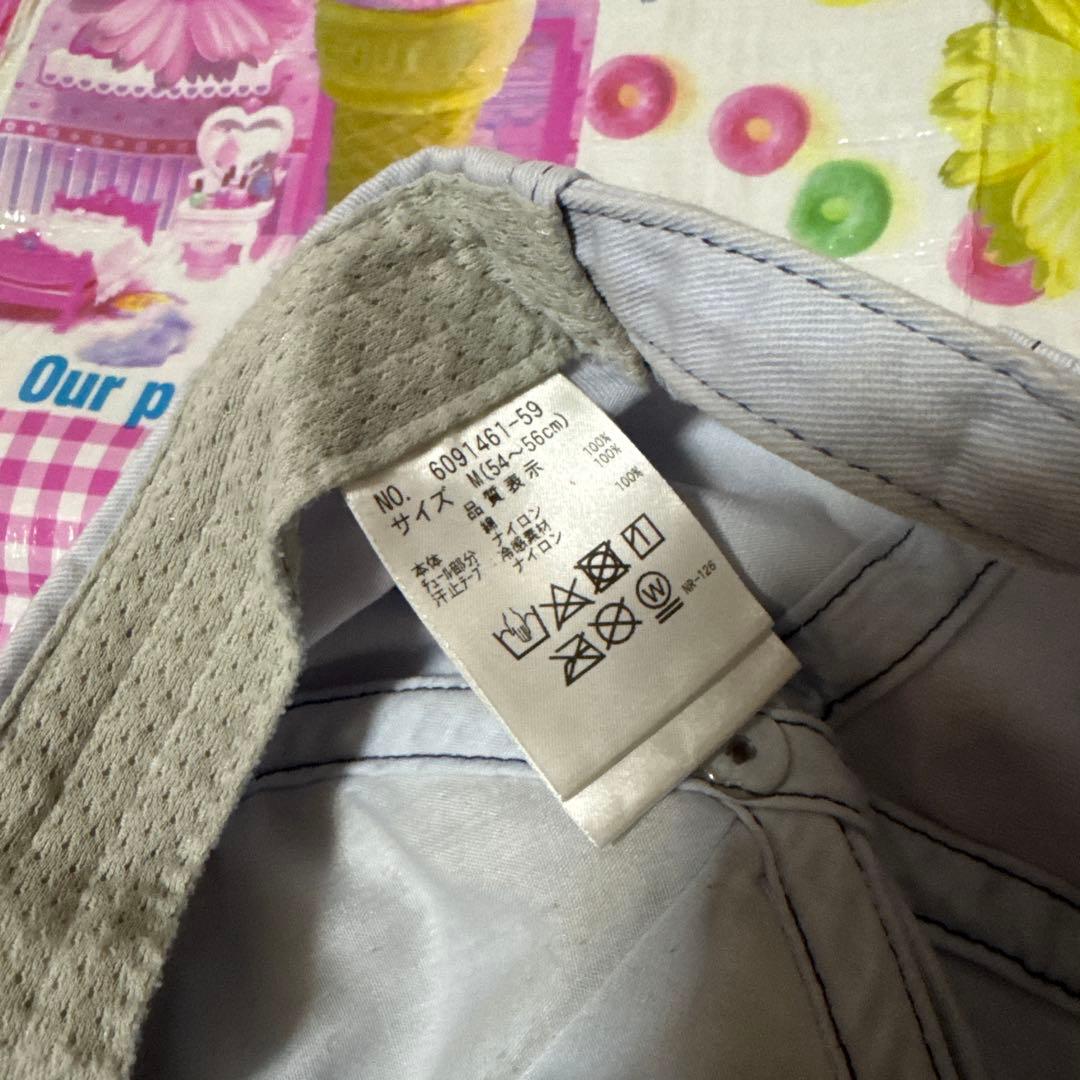 OUR
Our p
NO. 6091461-59
サイズ M(54~56cm)
品質表示
本体 綿 100%
チュール部分 ナイロン 100%
冷感素材
汗止テープ ナイロン 100%
W
NR-126